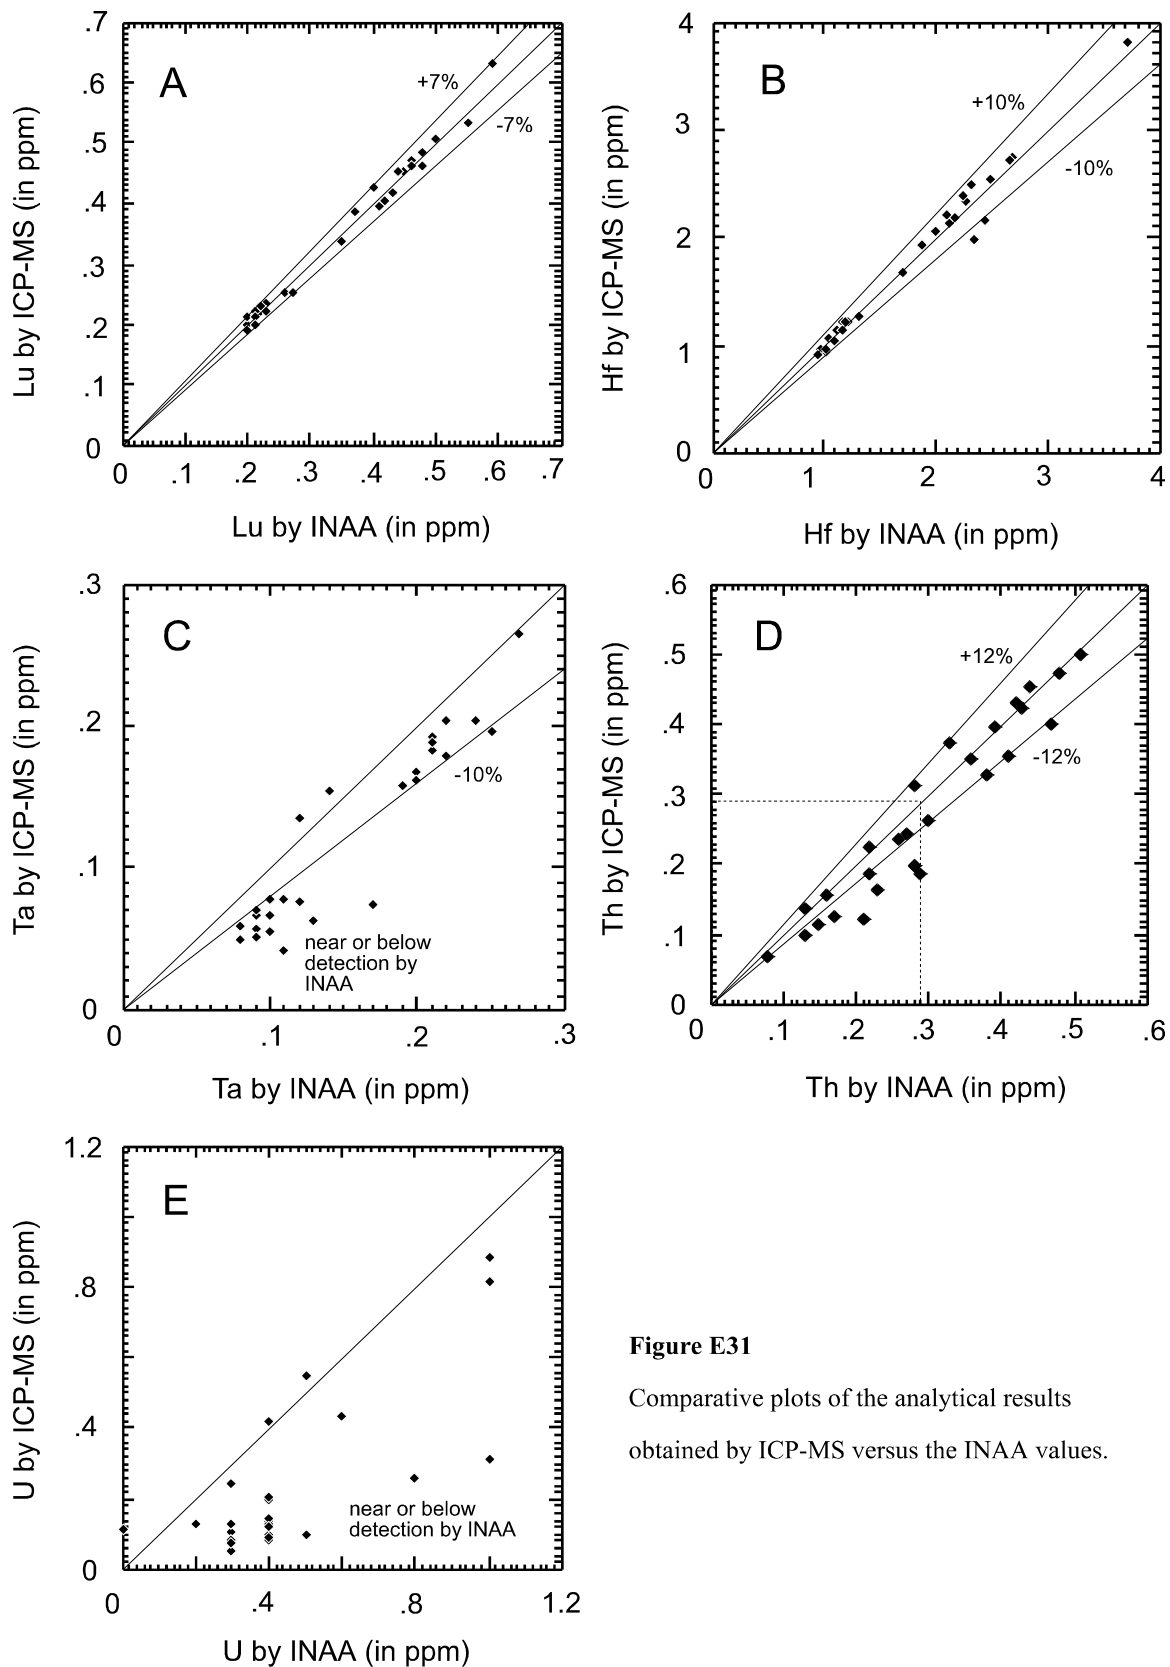 A
+7%
-7%
.7
.6
.5
.4
.3
.2
.1
0
0 .1 .2 .3 .4 .5 .6 .7
Lu by ICP-MS (in ppm)
Lu by INAA (in ppm)
B
+10%
-10%
4
3
2
1
0
0 1 2 3 4
Hf by ICP-MS (in ppm)
Hf by INAA (in ppm)
C
-10%
near or below
detection by
INAA
.3
.2
.1
0
0 .1 .2 .3
Ta by ICP-MS (in ppm)
Ta by INAA (in ppm)
D
+12%
-12%
.6
.5
.4
.3
.2
.1
0
0 .1 .2 .3 .4 .5 .6
Th by ICP-MS (in ppm)
Th by INAA (in ppm)
E
near or below
detection by INAA
1.2
.8
.4
0
0 .4 .8 1.2
U by ICP-MS (in ppm)
U by INAA (in ppm)
Figure E31
Comparative plots of the analytical results
obtained by ICP-MS versus the INAA values.